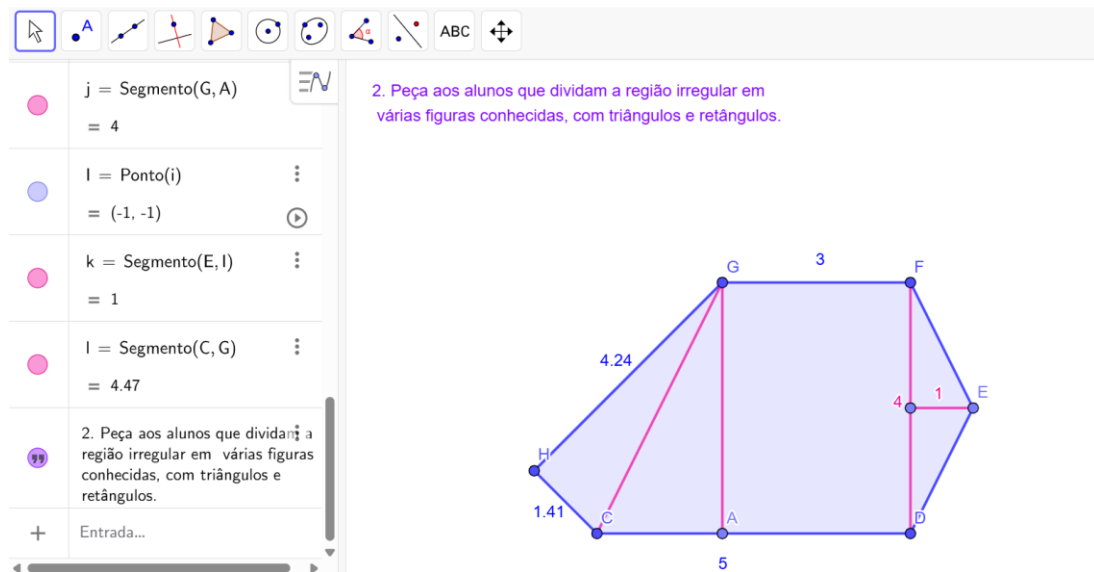 A
α
ABC
j = Segmento(G, A)
= 4
I = Ponto(i)
= (-1, -1)
k = Segmento(E, I)
= 1
l = Segmento(C, G)
= 4.47
2. Peça aos alunos que dividam a
região irregular em várias figuras
conhecidas, com triângulos e
retângulos.
+ Entrada...
2. Peça aos alunos que dividam a região irregular em
várias figuras conhecidas, com triângulos e retângulos.
G
3
F
4.24
4
1
E
H
1.41
C
A
D
5